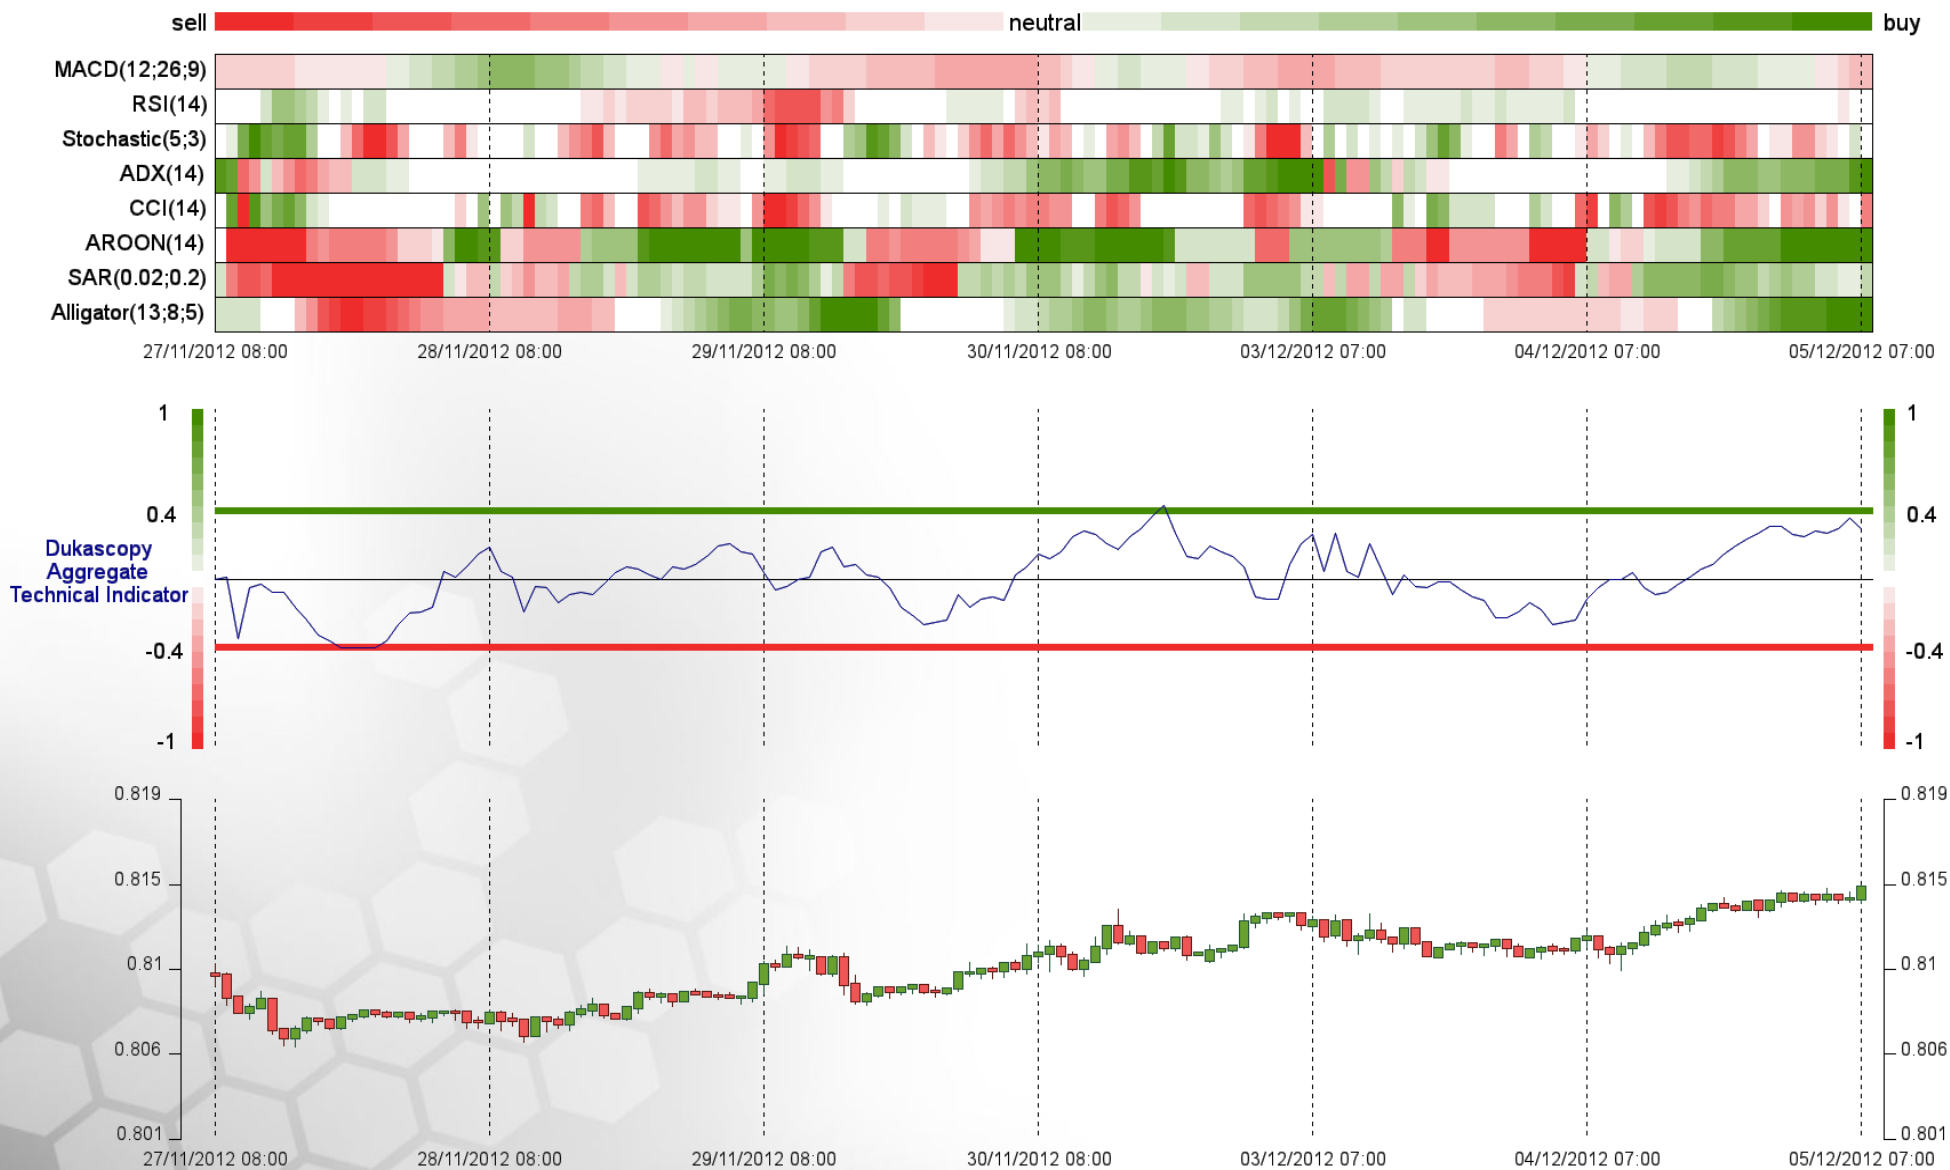 sell neutral buy
MACD(12;26;9)
RSI(14)
Stochastic(5;3)
ADX(14)
CCI(14)
AROON(14)
SAR(0.02;0.2)
Alligator(13;8;5)
27/11/2012 08:00 28/11/2012 08:00 29/11/2012 08:00 30/11/2012 08:00 03/12/2012 07:00 04/12/2012 07:00 05/12/2012 07:00
1 1
0.4 0.4
Dukascopy
Aggregate
Technical Indicator
-0.4 -0.4
-1 -1
0.819 0.819
0.815 0.815
0.81 0.81
0.806 0.806
0.801 0.801
27/11/2012 08:00 28/11/2012 08:00 29/11/2012 08:00 30/11/2012 08:00 03/12/2012 07:00 04/12/2012 07:00 05/12/2012 07:00